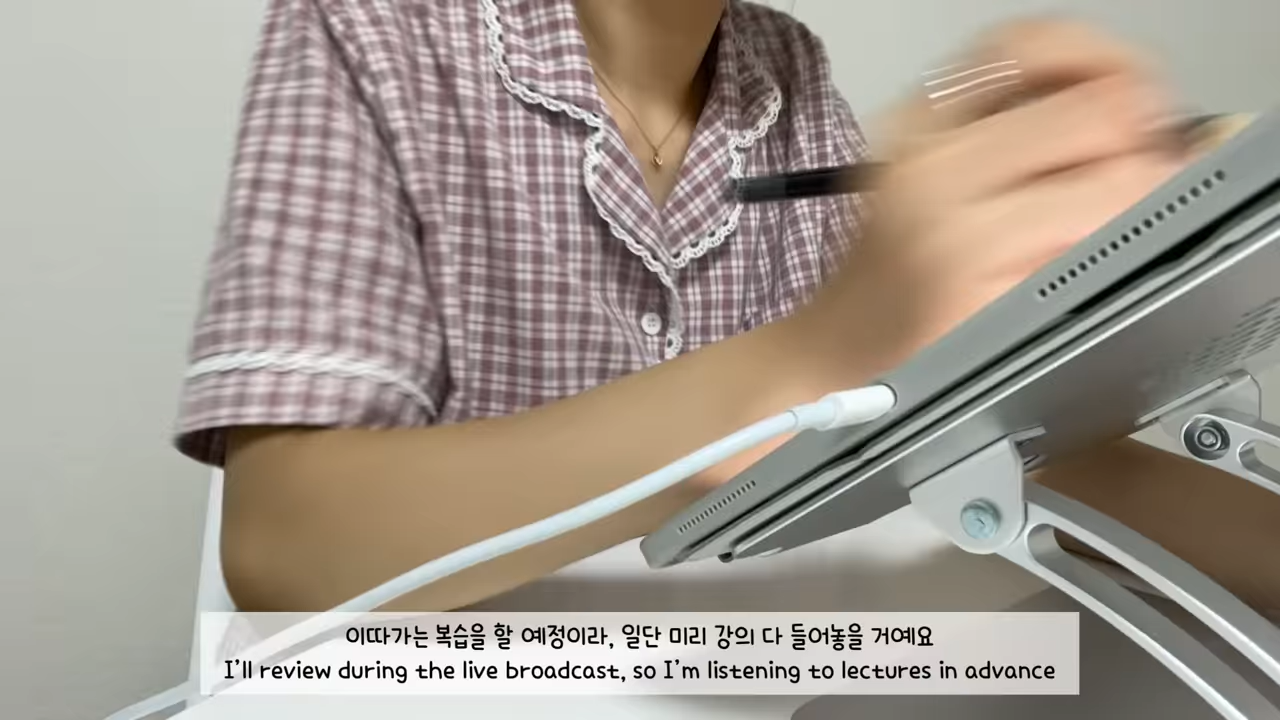 이따가는 복습을 할 예정이라, 일단 미리 강의 다 들어놓을 거예요
I'll review during the live broadcast, so I'm listening to lectures in advance